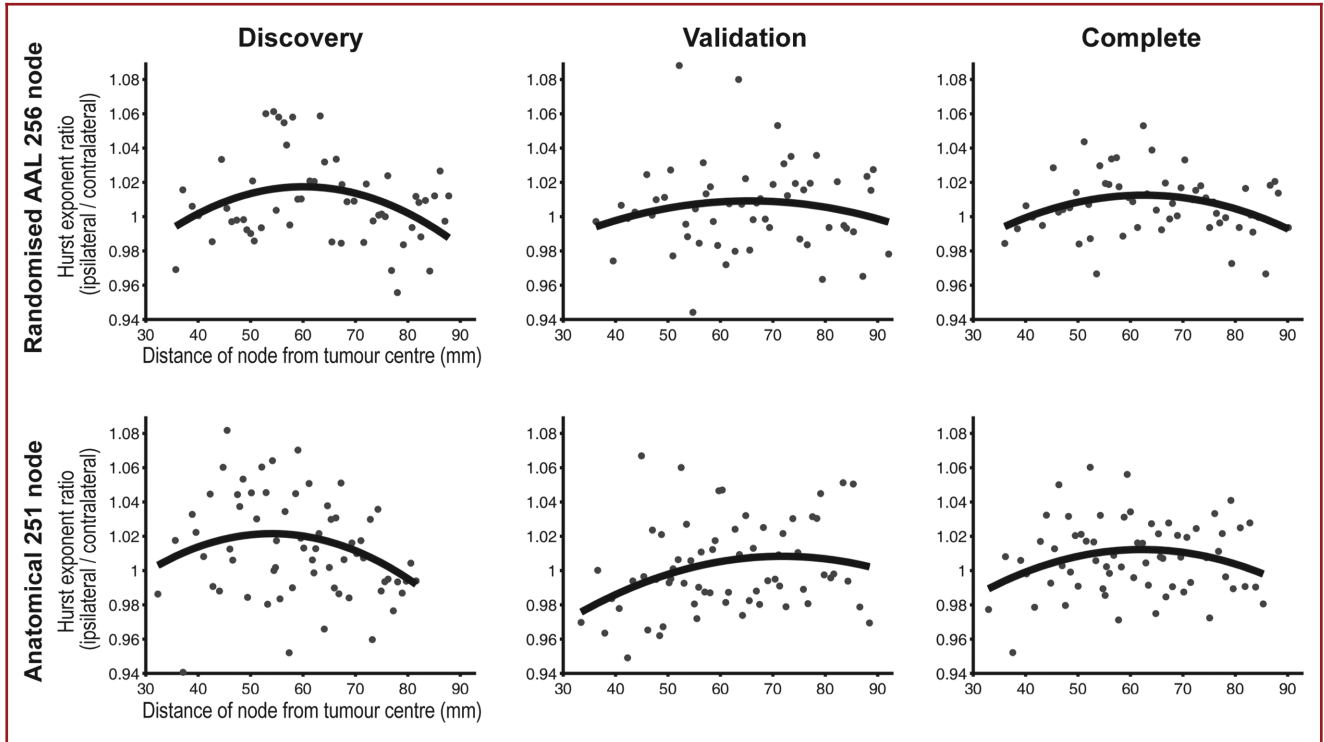 Discovery
Validation
Complete
Randomised AAL 256 node
Hurst exponent ratio
(ipsilateral / contralateral)
1.08
1.06
1.04
1.02
1
0.98
0.96
0.94
30 40 50 60 70 80 90
Distance of node from tumour centre (mm)
1.08
1.06
1.04
1.02
1
0.98
0.96
0.94
30 40 50 60 70 80 90
1.08
1.06
1.04
1.02
1
0.98
0.96
0.94
30 40 50 60 70 80 90
Anatomical 251 node
Hurst exponent ratio
(ipsilateral / contralateral)
1.08
1.06
1.04
1.02
1
0.98
0.96
0.94
30 40 50 60 70 80 90
Distance of node from tumour centre (mm)
1.08
1.06
1.04
1.02
1
0.98
0.96
0.94
30 40 50 60 70 80 90
1.08
1.06
1.04
1.02
1
0.98
0.96
0.94
30 40 50 60 70 80 90